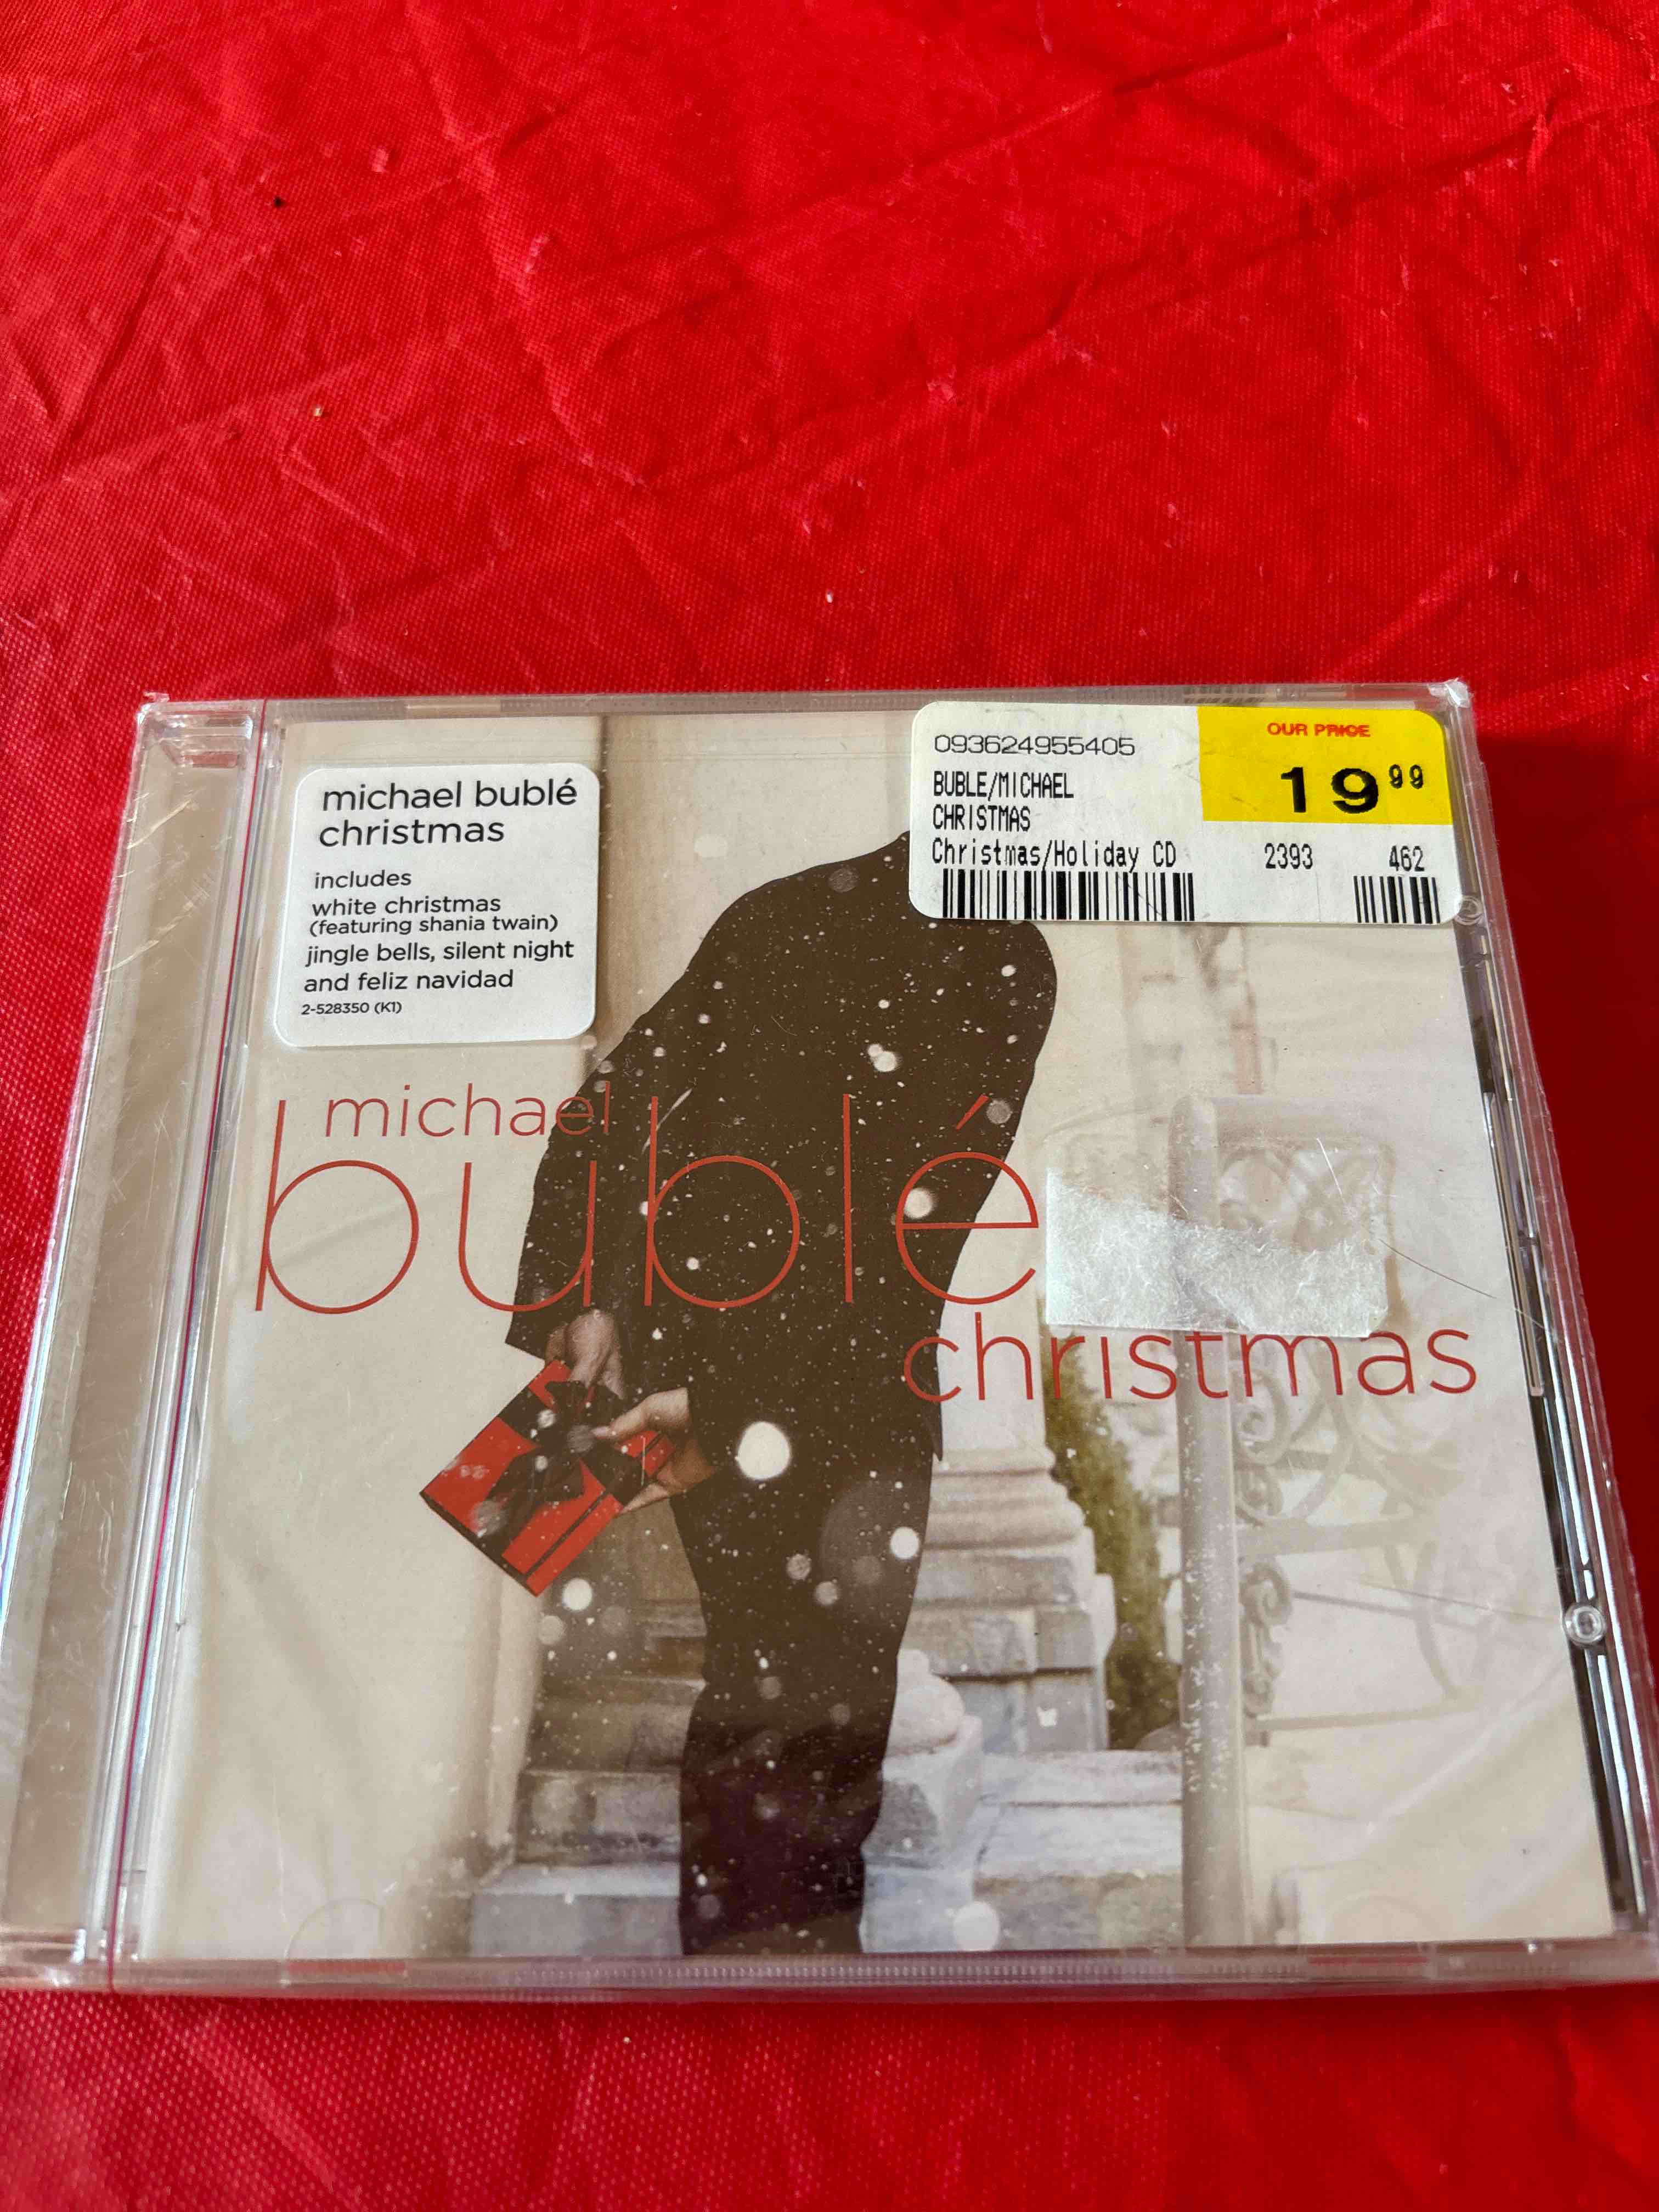 michael bublé
christmas
includes
white christmas
(featuring shania twain)
jingle bells, silent night
and feliz navidad
2-528350 (K1)
093624955405
BUBLE/MICHAEL
CHRISTMAS
Christmas/Holiday CD 2393 462
OUR PRICE
19 99
michael
bublé
christmas